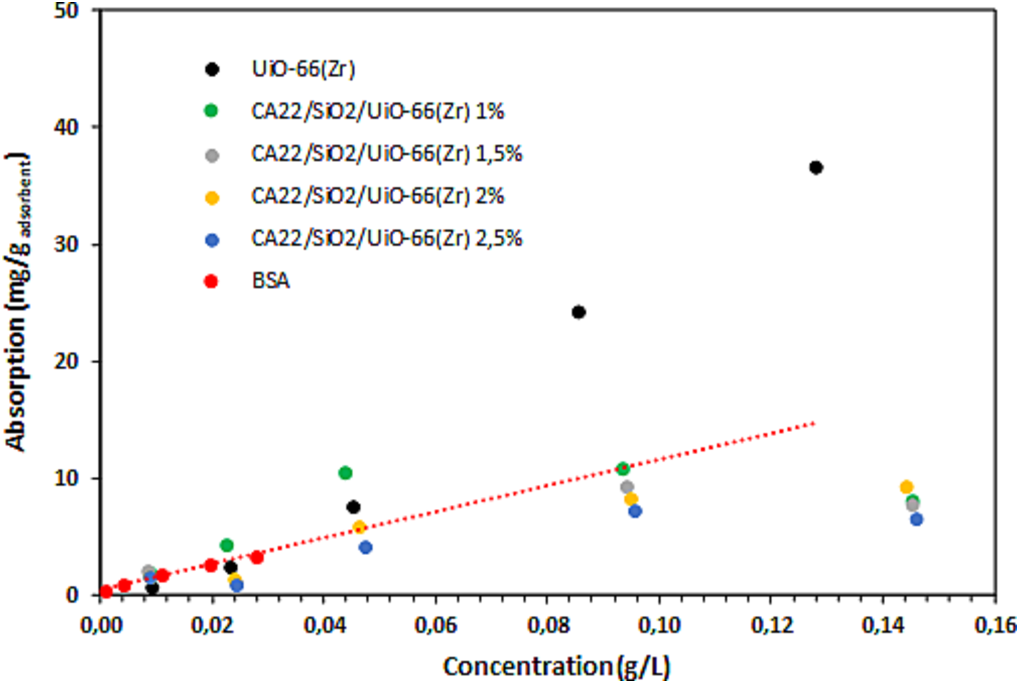 50
40
30
20
10
0
Absorption (mg/g adsorbent)
UiO-66(Zr)
CA22/SiO2/UiO-66(Zr) 1%
CA22/SiO2/UiO-66(Zr) 1,5%
CA22/SiO2/UiO-66(Zr) 2%
CA22/SiO2/UiO-66(Zr) 2,5%
BSA
0,00 0,02 0,04 0,06 0,08 0,10 0,12 0,14 0,16
Concentration (g/L)